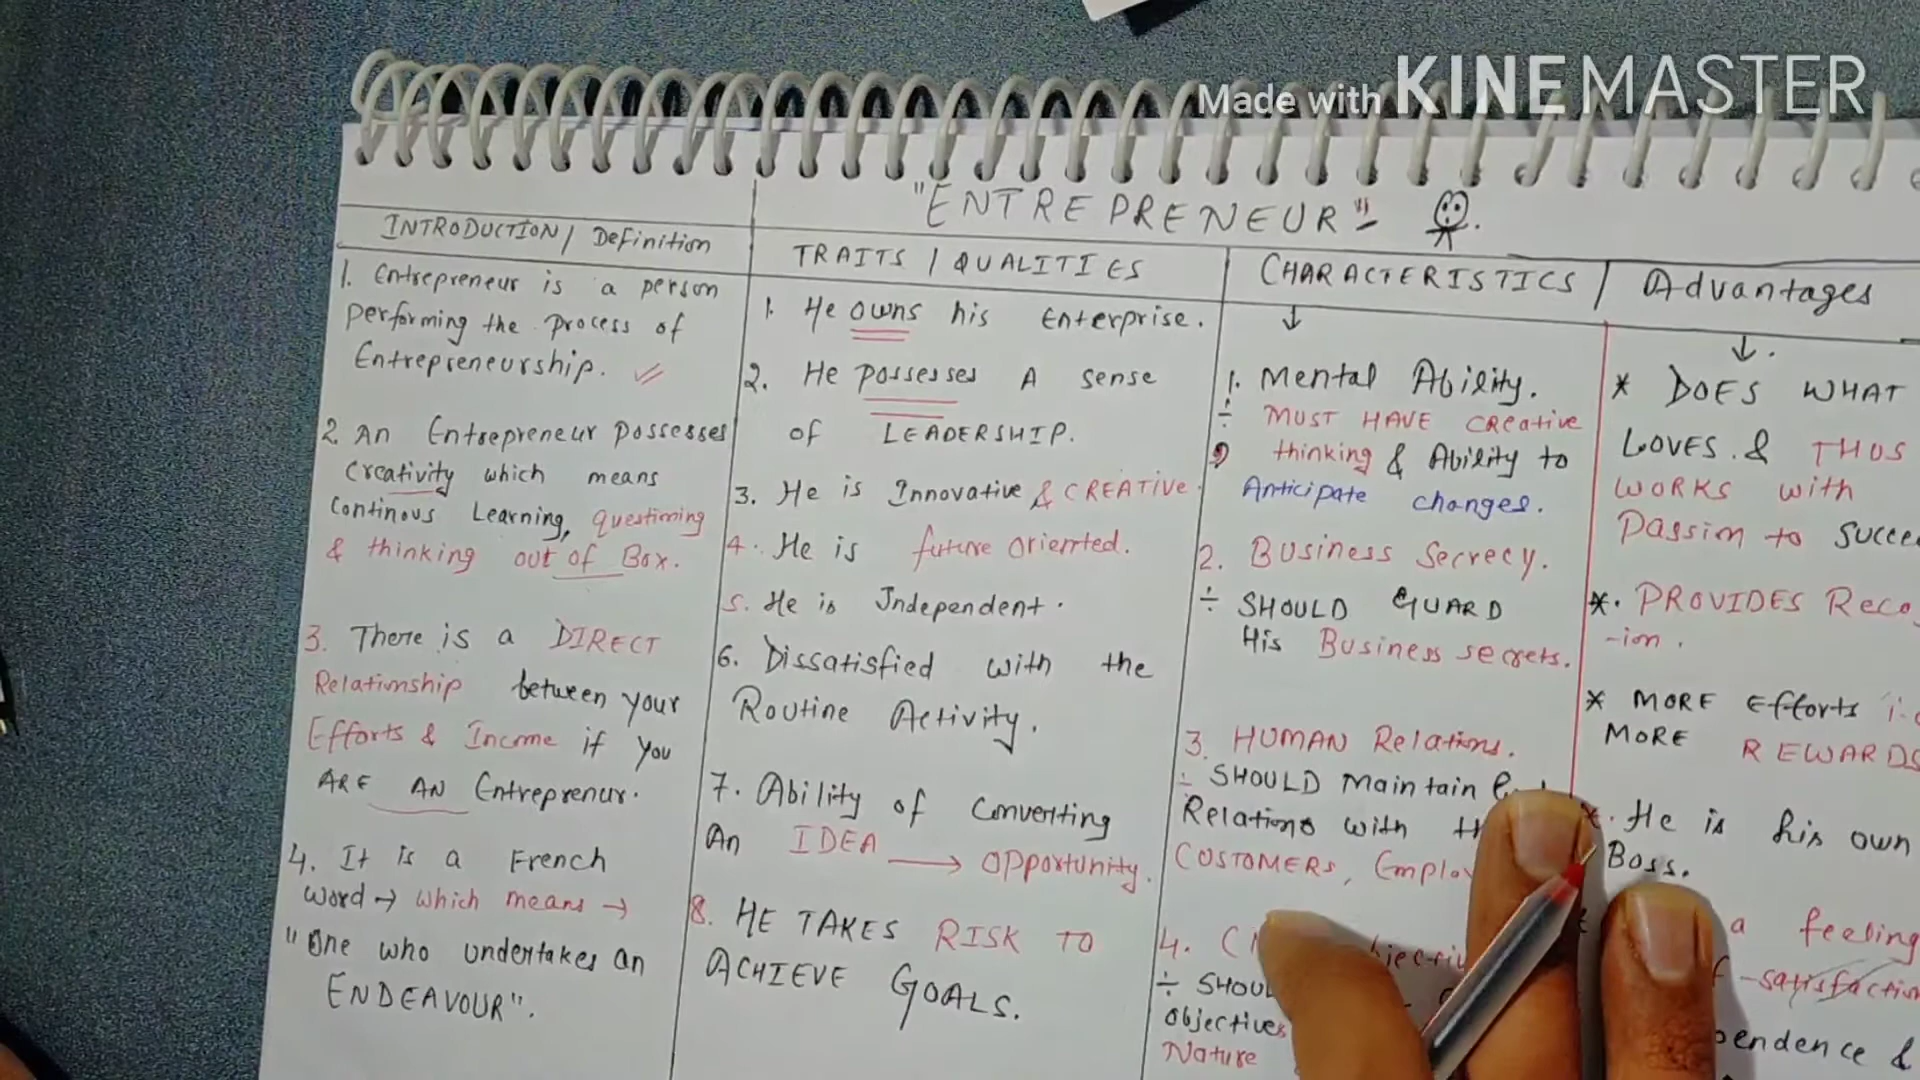 Made with KINEMASTER
"ENTREPRENEUR"
INTRODUCTION / Definition
1. Entrepreneur is a person
performing the process of
Entrepreneurship.
2 An Entrepreneur possesses
Creativity which means
Continous Learning, questioning
& thinking out of Box.
3. There is a DIRECT
Relationship between your
Efforts & Income if you
ARE AN Entreprenur.
4. It is a French
word → which means →
"One who undertakes an
ENDEAVOUR".
TRAITS / QUALITIES
1. He owns his Enterprise.
2. He possesses A sense
of LEADERSHIP.
3. He is Innovative & CREATIVE.
4. He is future oriented.
5. He is Independent.
6. Dissatisfied with the
Routine Activity.
7. Ability of Converting
An IDEA → opportunity.
8. HE TAKES RISK TO
ACHIEVE GOALS.
CHARACTERISTICS
↓
1. Mental Ability.
÷ MUST HAVE Creative
thinking & Ability to
Anticipate changes.
2. Business Secrecy.
÷ SHOULD GUARD
His Business secrets.
3. HUMAN Relations.
÷ SHOULD Maintain
Relations with
CUSTOMERS,
4.
÷
objectives
Nature
Advantages
↓.
* DOES WHAT
LOVES. & THUS
WORKS with
Passion to
*. PROVIDES
-ion.
* MORE Efforts
MORE REWARDS
*. He is his own
Boss.
a feeling
-satisfaction
&